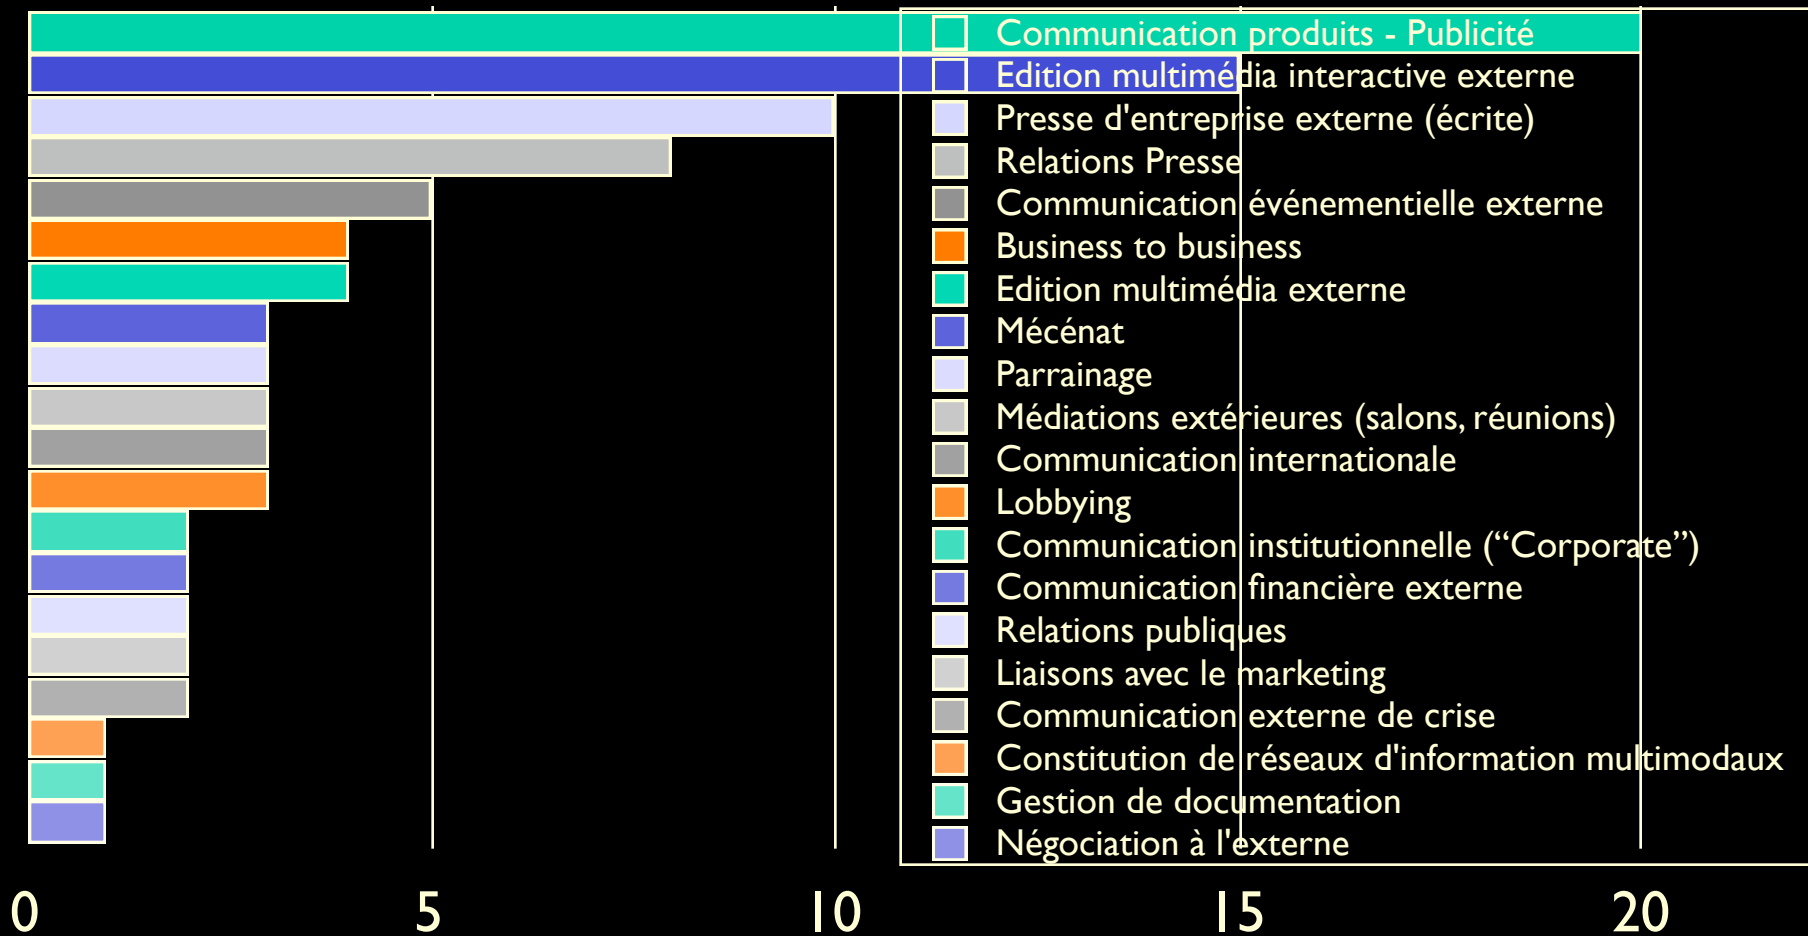 Communication produits - Publicité
Edition multimédia interactive externe
Presse d'entreprise externe (écrite)
Relations Presse
Communication événementielle externe
Business to business
Edition multimédia externe
Mécénat
Parrainage
Médiations extérieures (salons, réunions)
Communication internationale
Lobbying
Communication institutionnelle (“Corporate”)
Communication financière externe
Relations publiques
Liaisons avec le marketing
Communication externe de crise
Constitution de réseaux d'information multimodaux
Gestion de documentation
Négociation à l'externe
0 5 10 15 20